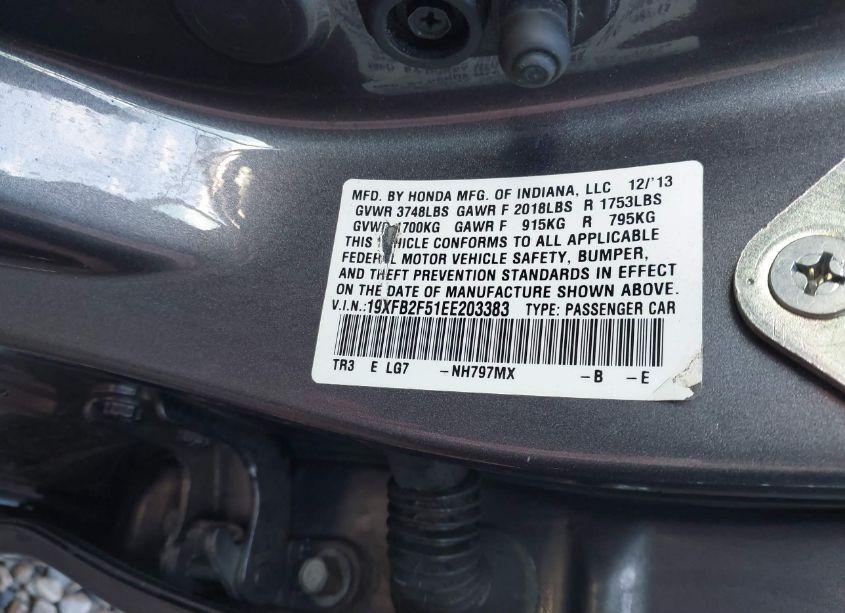 MFD. BY HONDA MFG. OF INDIANA, LLC 12/'13
GVWR 3748LBS GAWR F 2018LBS R 1753LBS
1700KG GAWR F 915KG R 795KG
THIS VEHICLE CONFORMS TO ALL APPLICABLE
FEDERAL MOTOR VEHICLE SAFETY, BUMPER,
AND THEFT PREVENTION STANDARDS IN EFFECT
ON THE DATE OF MANUFACTURE SHOWN ABOVE.
V.I.N.:19XFB2F51EE203383 TYPE: PASSENGER CAR
TR3 E LG7 -NH797MX -B -E